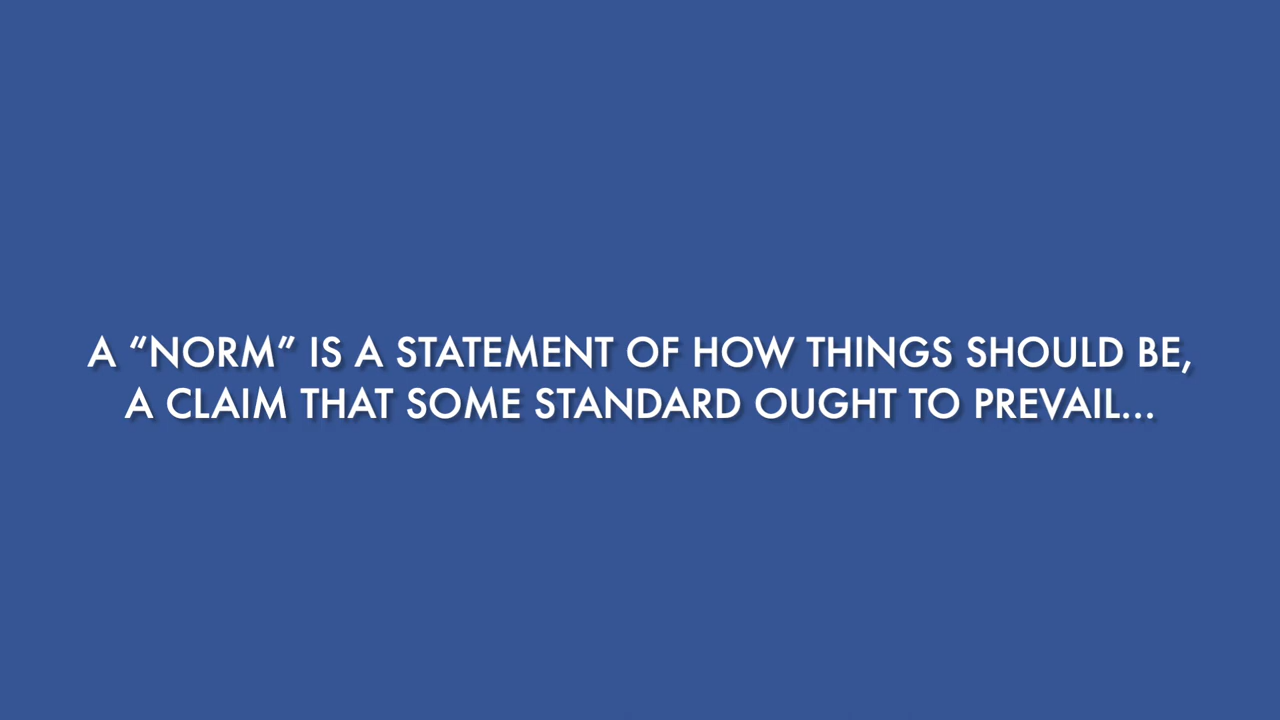 A “NORM” IS A STATEMENT OF HOW THINGS SHOULD BE,
A CLAIM THAT SOME STANDARD OUGHT TO PREVAIL...